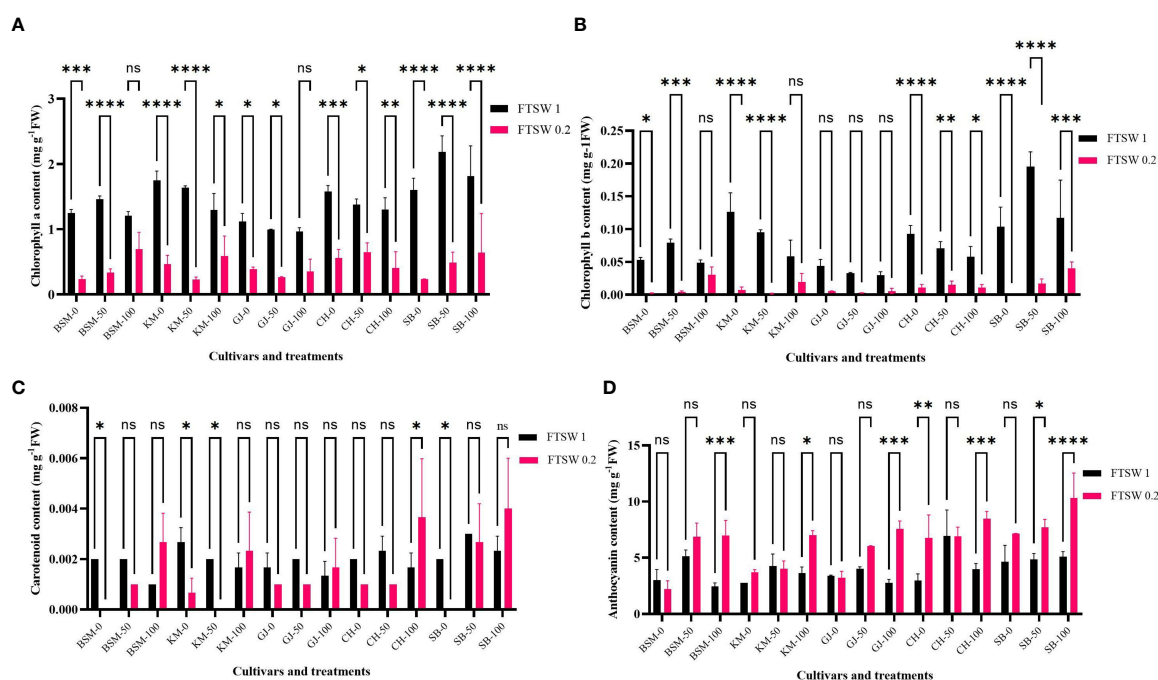 A
ns
*** **** *
**** ****
**** **** * * * *** ** ****
3
2
1
0
Chlorophyll a content (mg g⁻¹FW)
FTSW 1
FTSW 0.2
BSM-0 BSM-50 BSM-100 KM-0 KM-50 KM-100 GJ-0 GJ-50 GJ-100 CH-0 CH-50 CH-100 SB-0 SB-50 SB-100
Cultivars and treatments
B
****
*** **** ns **** ****
* ns **** ns ns ns ** * ***
0.25
0.20
0.15
0.10
0.05
0.00
Chlorophyll b content (mg g-1FW)
FTSW 1
FTSW 0.2
BSM-0 BSM-50 BSM-100 KM-0 KM-50 KM-100 GJ-0 GJ-50 GJ-100 CH-0 CH-50 CH-100 SB-0 SB-50 SB-100
Cultivars and treatments
C
* ns ns * * ns ns ns ns ns ns * * ns ns
0.008
0.006
0.004
0.002
0.000
Carotenoid content (mg g⁻¹FW)
FTSW 1
FTSW 0.2
BSM-0 BSM-50 BSM-100 KM-0 KM-50 KM-100 GJ-0 GJ-50 GJ-100 CH-0 CH-50 CH-100 SB-0 SB-50 SB-100
Cultivars and treatments
D
ns ns ns ** ns ns *
ns *** ns * ns *** *** ****
15
10
5
0
Anthocyanin content (mg g⁻¹FW)
FTSW 1
FTSW 0.2
BSM-0 BSM-50 BSM-100 KM-0 KM-50 KM-100 GJ-0 GJ-50 GJ-100 CH-0 CH-50 CH-100 SB-0 SB-50 SB-100
Cultivars and treatments